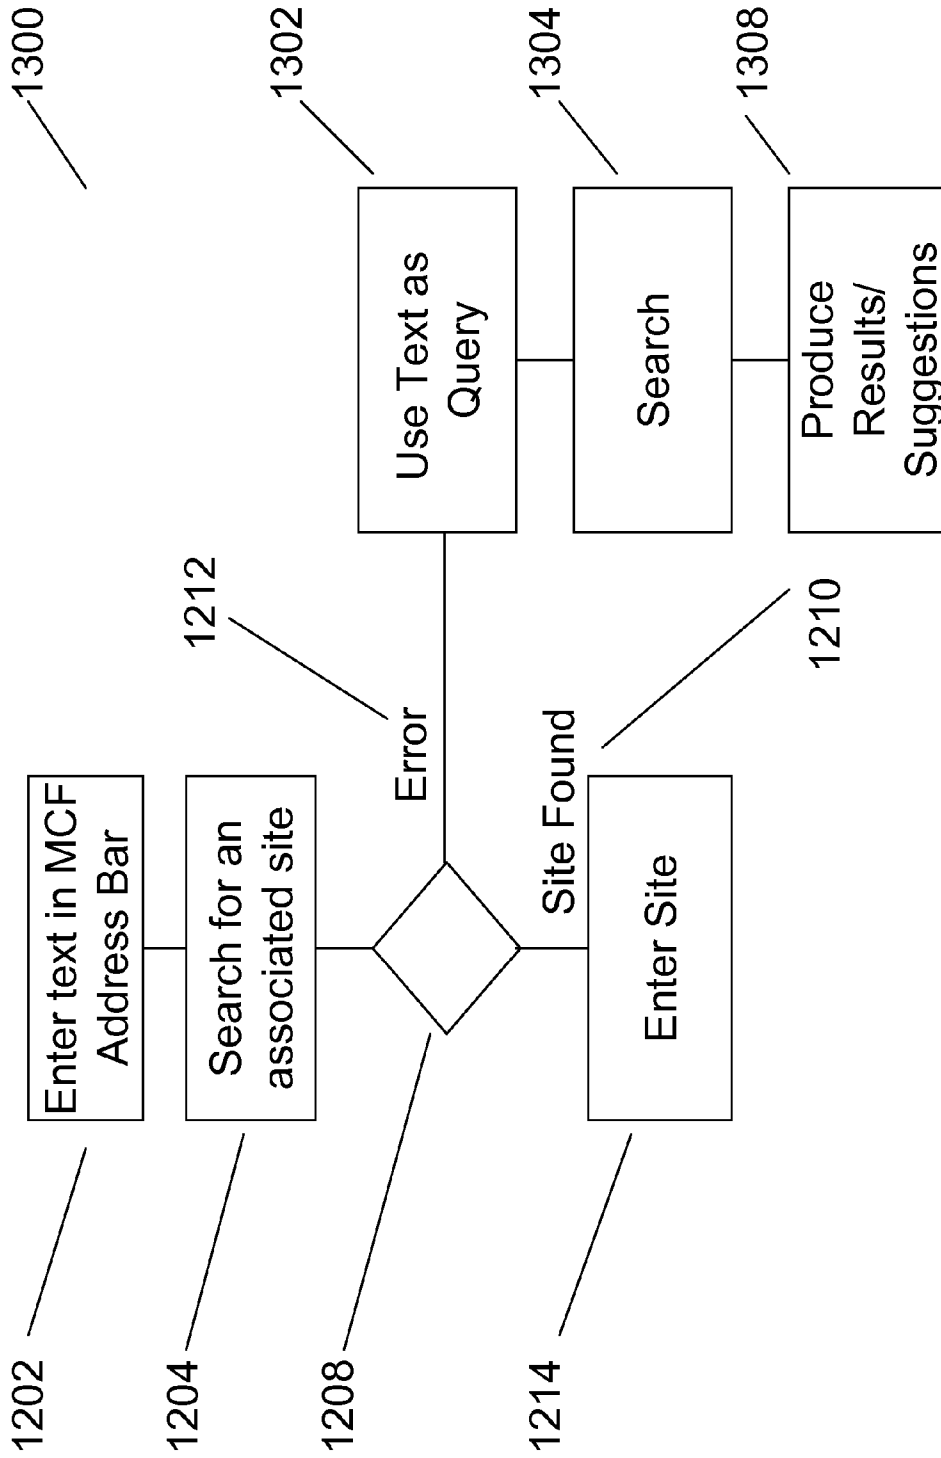 1300
1202
Enter text in MCF
Address Bar
1204
Search for an
associated site
1208
Error
1212
Site Found
1210
1214
Enter Site
1302
Use Text as
Query
1304
Search
1308
Produce
Results/
Suggestions